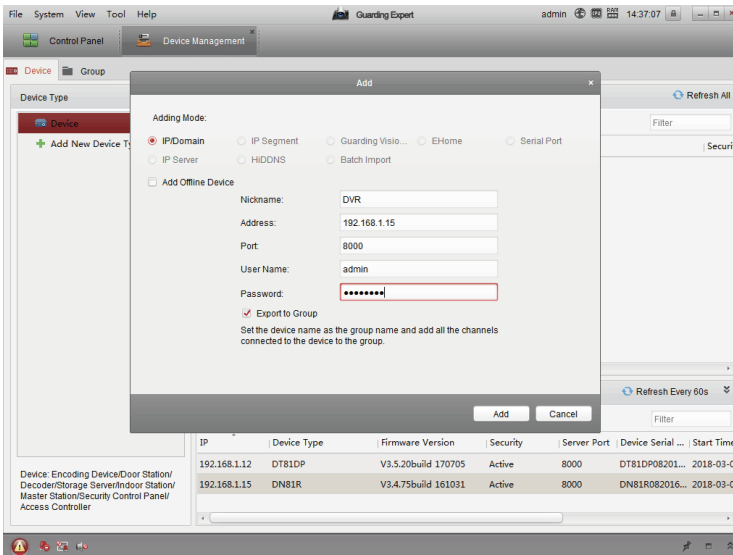 File System View Tool Help Guarding Expert admin 14:37:07
Control Panel Device Management
Device Group
Device Type Refresh All
Device Filter
Add New Device Ty Securi
Add
Adding Mode:
IP/Domain IP Segment Guarding Visio... EHome Serial Port
IP Server HiDDNS Batch Import
Add Offline Device
Nickname: DVR
Address: 192.168.1.15
Port: 8000
User Name: admin
Password: ●●●●●●●●
Export to Group
Set the device name as the group name and add all the channels
connected to the device to the group.
Refresh Every 60s
Add Cancel
Filter
IP Device Type Firmware Version Security Server Port Device Serial ... Start Time
192.168.1.12 DT81DP V3.5.20build 170705 Active 8000 DT81DP08201... 2018-03-0
192.168.1.15 DN81R V3.4.75build 161031 Active 8000 DN81R082016... 2018-03-0
Device: Encoding Device/Door Station/
Decoder/Storage Server/Indoor Station/
Master Station/Security Control Panel/
Access Controller